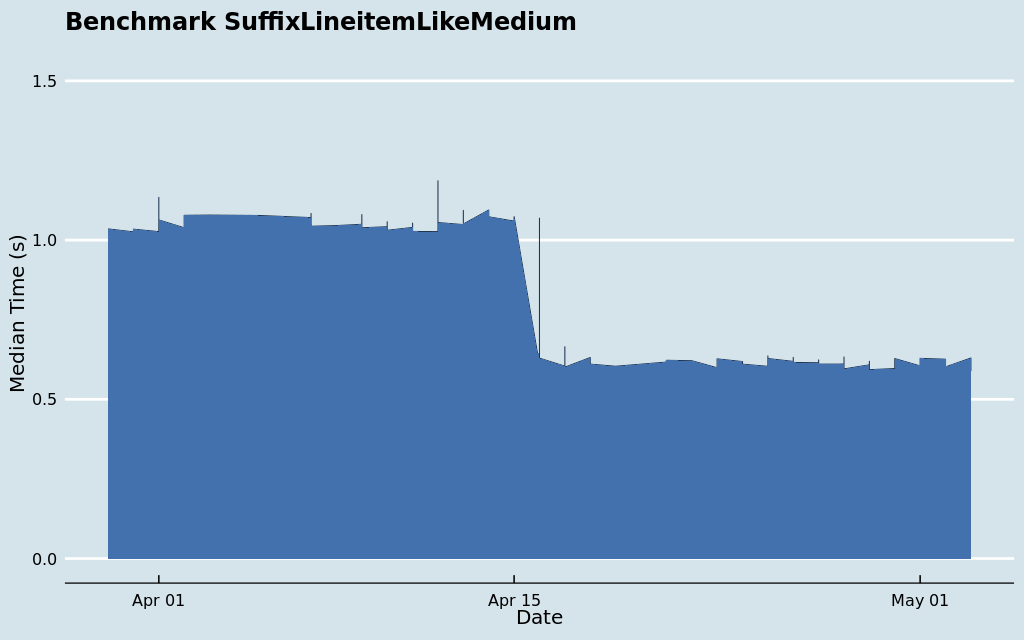 Benchmark SuffixLineitemLikeMedium
1.5
1.0
0.5
0.0
Median Time (s)
Apr 01
Apr 15
May 01
Date